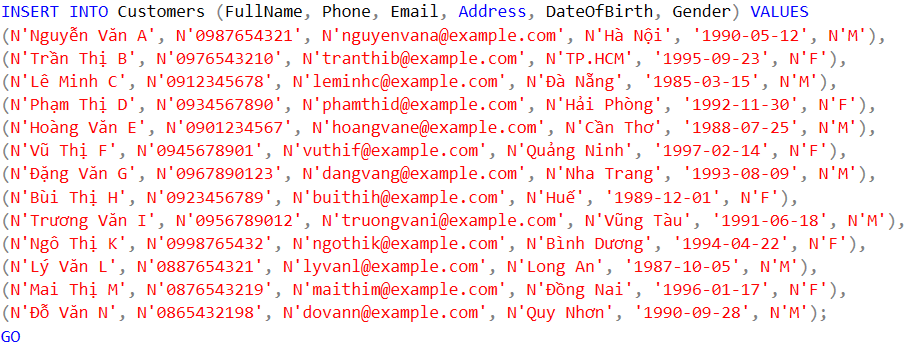 INSERT INTO Customers (FullName, Phone, Email, Address, DateOfBirth, Gender) VALUES
(N'Nguyễn Văn A', N'0987654321', N'nguyenvana@example.com', N'Hà Nội', '1990-05-12', N'M'),
(N'Trần Thị B', N'0976543210', N'tranthib@example.com', N'TP.HCM', '1995-09-23', N'F'),
(N'Lê Minh C', N'0912345678', N'leminhc@example.com', N'Đà Nẵng', '1985-03-15', N'M'),
(N'Phạm Thị D', N'0934567890', N'phamthid@example.com', N'Hải Phòng', '1992-11-30', N'F'),
(N'Hoàng Văn E', N'0901234567', N'hoangvane@example.com', N'Cần Thơ', '1988-07-25', N'M'),
(N'Vũ Thị F', N'0945678901', N'vuthif@example.com', N'Quảng Ninh', '1997-02-14', N'F'),
(N'Đặng Văn G', N'0967890123', N'dangvang@example.com', N'Nha Trang', '1993-08-09', N'M'),
(N'Bùi Thị H', N'0923456789', N'buithih@example.com', N'Huế', '1989-12-01', N'F'),
(N'Trương Văn I', N'0956789012', N'truongvani@example.com', N'Vũng Tàu', '1991-06-18', N'M'),
(N'Ngô Thị K', N'0998765432', N'ngothik@example.com', N'Bình Dương', '1994-04-22', N'F'),
(N'Lý Văn L', N'0887654321', N'lyvanl@example.com', N'Long An', '1987-10-05', N'M'),
(N'Mai Thị M', N'0876543219', N'maithim@example.com', N'Đồng Nai', '1996-01-17', N'F'),
(N'Đỗ Văn N', N'0865432198', N'dovann@example.com', N'Quy Nhơn', '1990-09-28', N'M');
GO